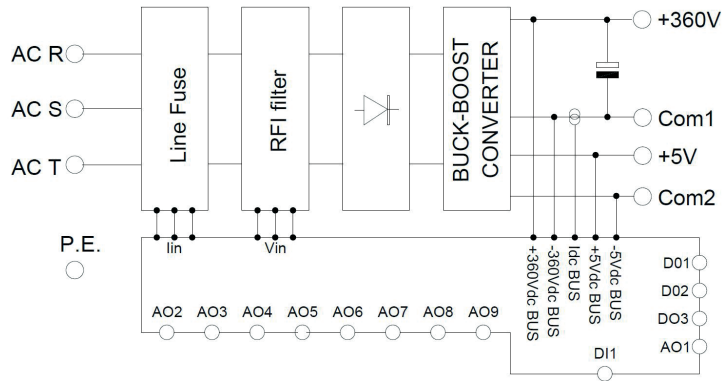 +360V
AC R
AC S
AC T
Line Fuse
RFI filter
BUCK-BOOST
CONVERTER
Com1
+5V
Com2
P.E.
Iin
Vin
+360Vdc BUS
-360Vdc BUS
Idc BUS
+5Vdc BUS
-5Vdc BUS
D01
D02
DO3
AO1
AO2
AO3
AO4
AO5
AO6
AO7
AO8
AO9
DI1